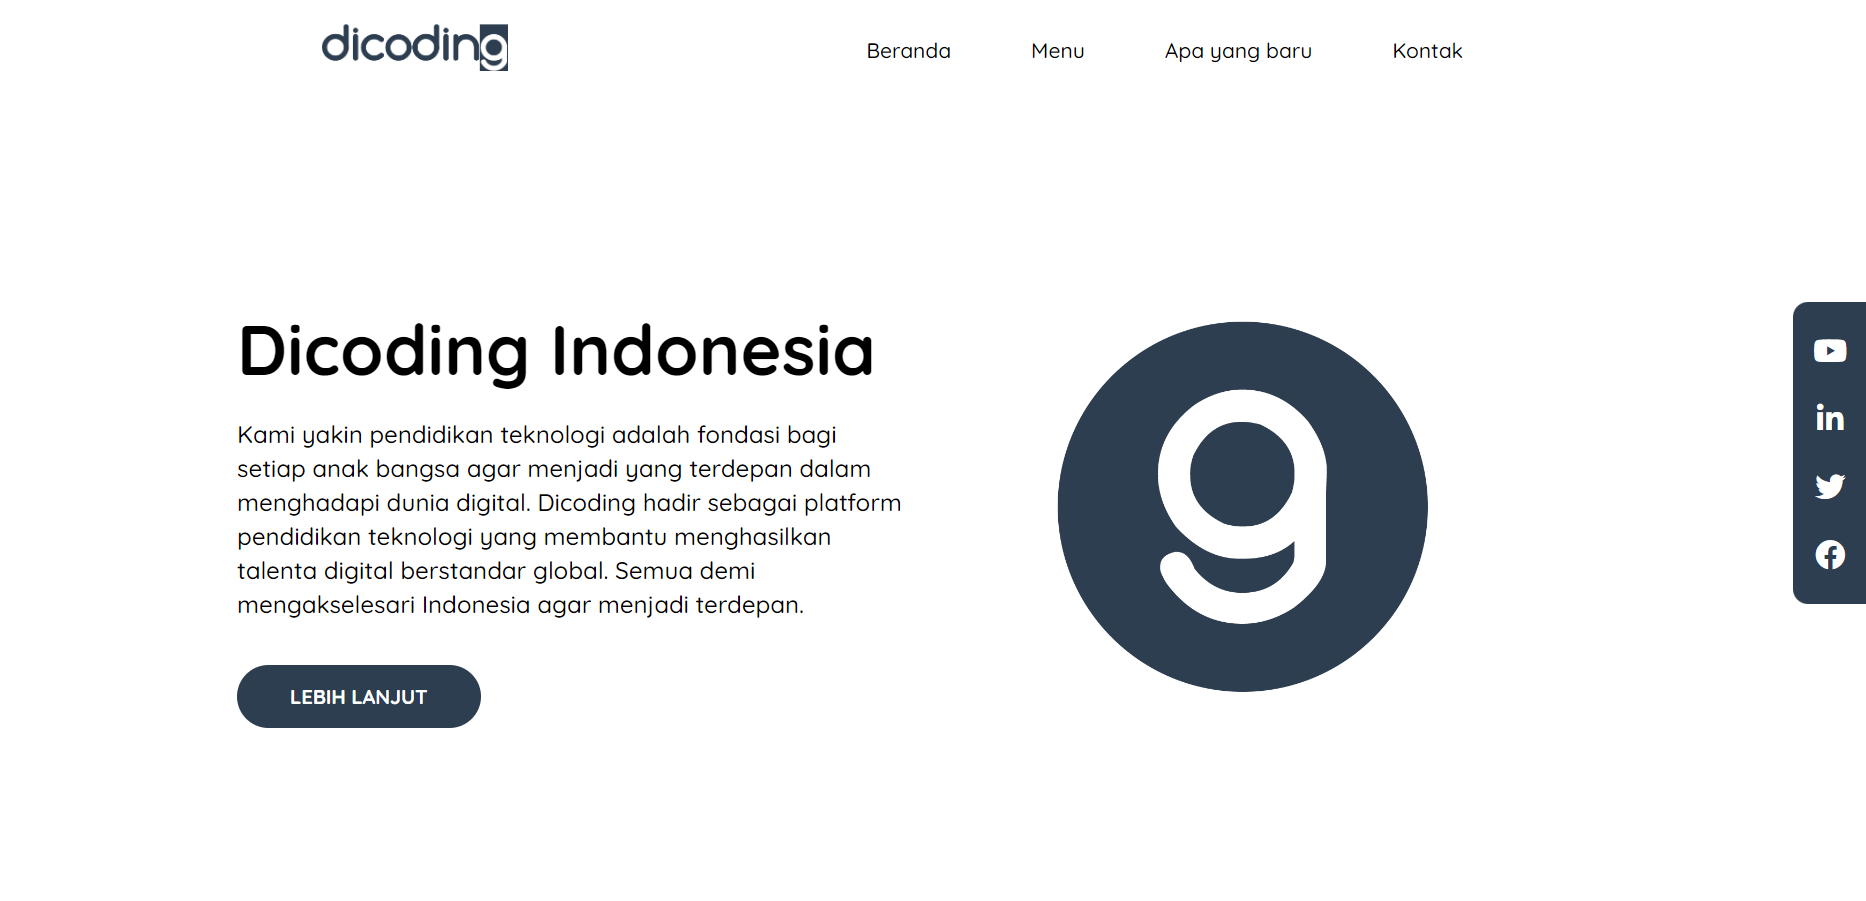 dicoding
Beranda
Menu
Apa yang baru
Kontak
Dicoding Indonesia
Kami yakin pendidikan teknologi adalah fondasi bagi
setiap anak bangsa agar menjadi yang terdepan dalam
menghadapi dunia digital. Dicoding hadir sebagai platform
pendidikan teknologi yang membantu menghasilkan
talenta digital berstandar global. Semua demi
mengakselesari Indonesia agar menjadi terdepan.
LEBIH LANJUT
g
in